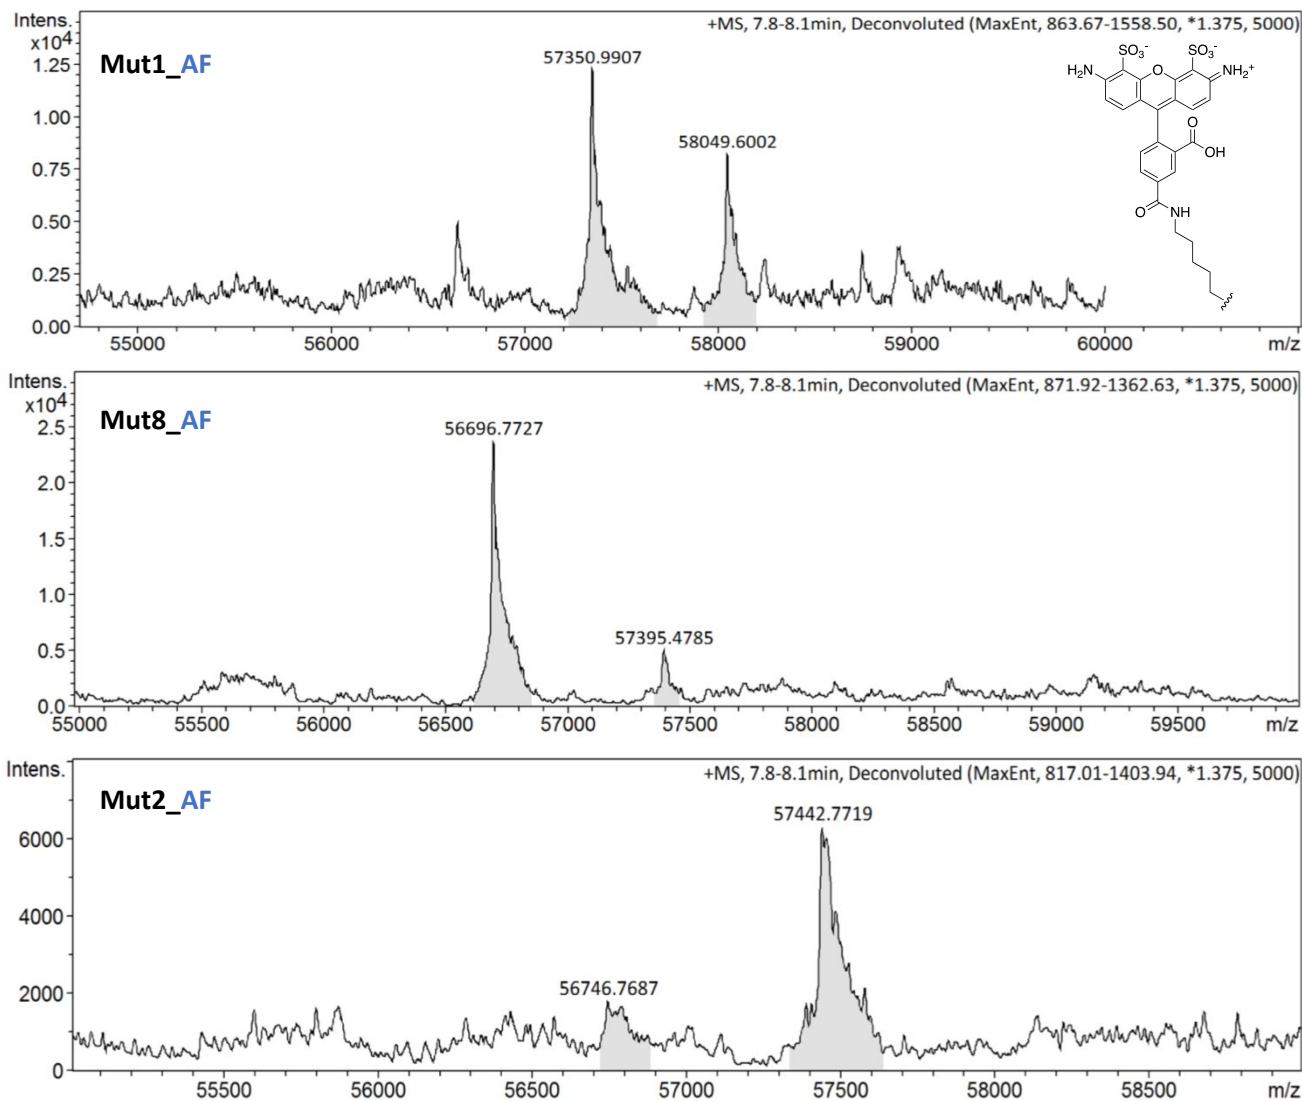 Intens.
x10⁴
+MS, 7.8-8.1min, Deconvoluted (MaxEnt, 863.67-1558.50, *1.375, 5000)
Mut1_AF
57350.9907
58049.6002
1.25
1.00
0.75
0.50
0.25
0.00
55000 56000 57000 58000 59000 60000 m/z
SO₃⁻ SO₃⁻
H₂N O NH₂⁺
O
OH
O NH
Intens.
x10⁴
+MS, 7.8-8.1min, Deconvoluted (MaxEnt, 871.92-1362.63, *1.375, 5000)
Mut8_AF
56696.7727
57395.4785
2.5
2.0
1.5
1.0
0.5
0.0
55000 55500 56000 56500 57000 57500 58000 58500 59000 59500 m/z
Intens.
+MS, 7.8-8.1min, Deconvoluted (MaxEnt, 817.01-1403.94, *1.375, 5000)
Mut2_AF
57442.7719
56746.7687
6000
4000
2000
0
55500 56000 56500 57000 57500 58000 58500 m/z